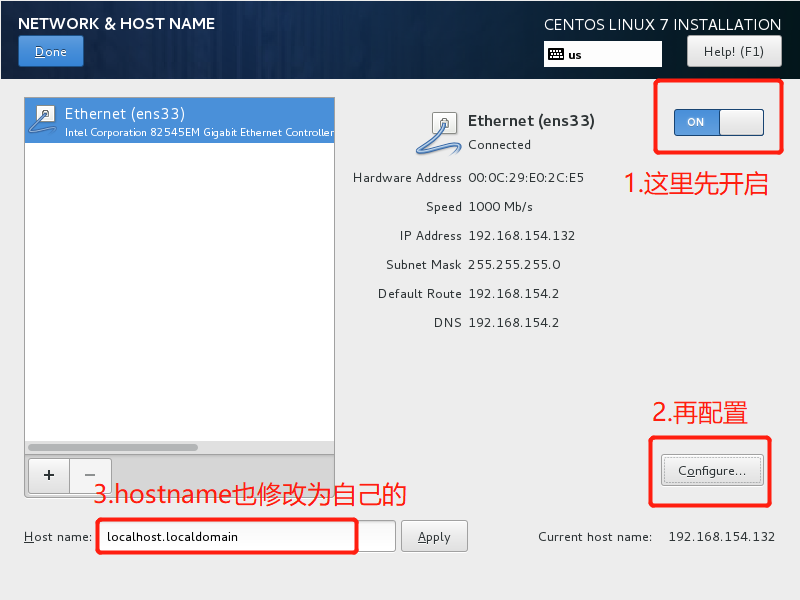 NETWORK & HOST NAME
CENTOS LINUX 7 INSTALLATION
Done
us
Help! (F1)
Ethernet (ens33)
Intel Corporation 82545EM Gigabit Ethernet Controller
Ethernet (ens33)
Connected
ON
1.这里先开启
Hardware Address 00:0C:29:E0:2C:E5
Speed 1000 Mb/s
IP Address 192.168.154.132
Subnet Mask 255.255.255.0
Default Route 192.168.154.2
DNS 192.168.154.2
2.再配置
Configure...
+ −
3.hostname也修改为自己的
Host name: localhost.localdomain Apply Current host name: 192.168.154.132